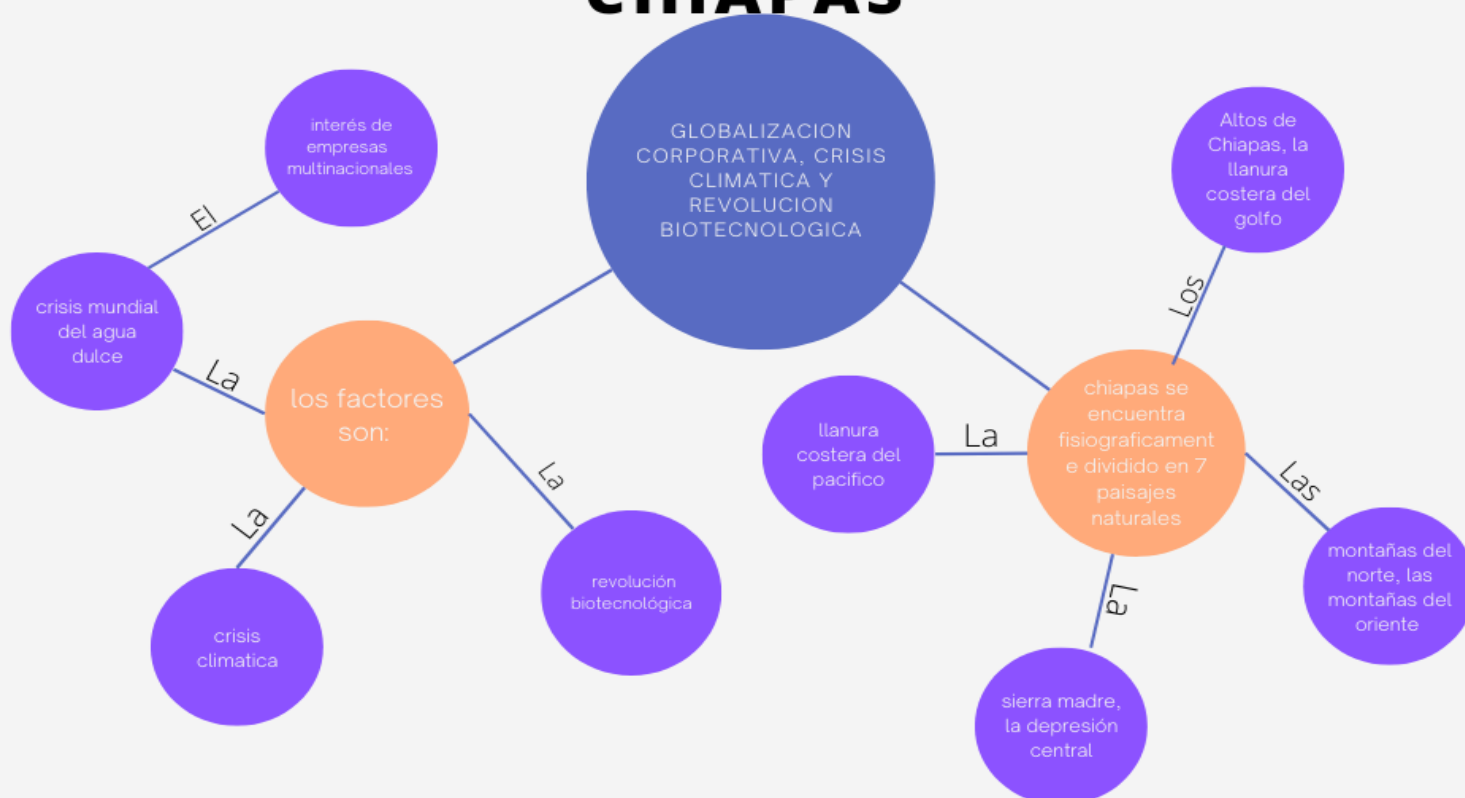 CHIAPAS
GLOBALIZACION
CORPORATIVA, CRISIS
CLIMATICA Y
REVOLUCION
BIOTECNOLOGICA
interés de
empresas
multinacionales
El
crisis mundial
del agua
dulce
La
los factores
son:
La
crisis
climatica
La
revolución
biotecnológica
Altos de
Chiapas, la
llanura
costera del
golfo
Los
chiapas se
encuentra
fisiograficament
e dividido en 7
paisajes
naturales
La
llanura
costera del
pacifico
Las
montañas del
norte, las
montañas del
oriente
La
sierra madre,
la depresión
central